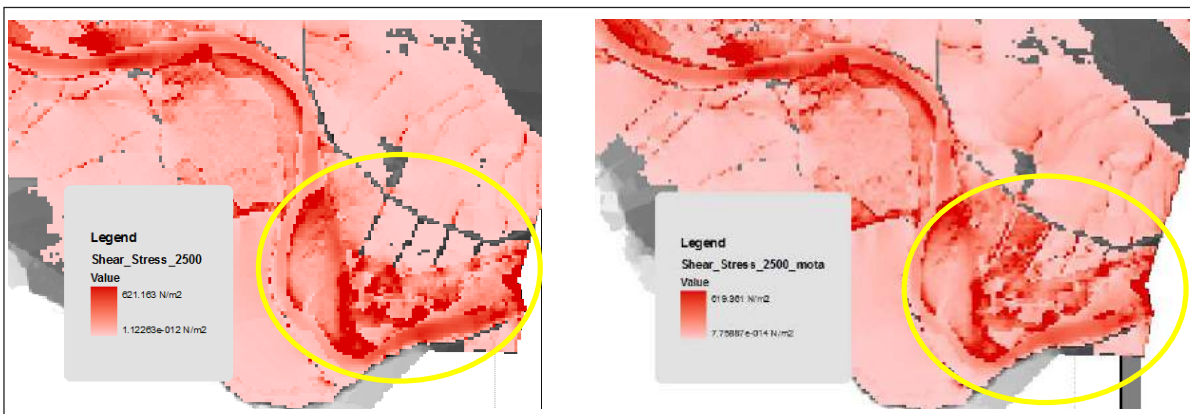 Legend
Shear_Stress_2500
Value
621.163 N/m2
1.12263e-012 N/m2
Legend
Shear_Stress_2500_mota
Value
619.361 N/m2
7.75887e-014 N/m2